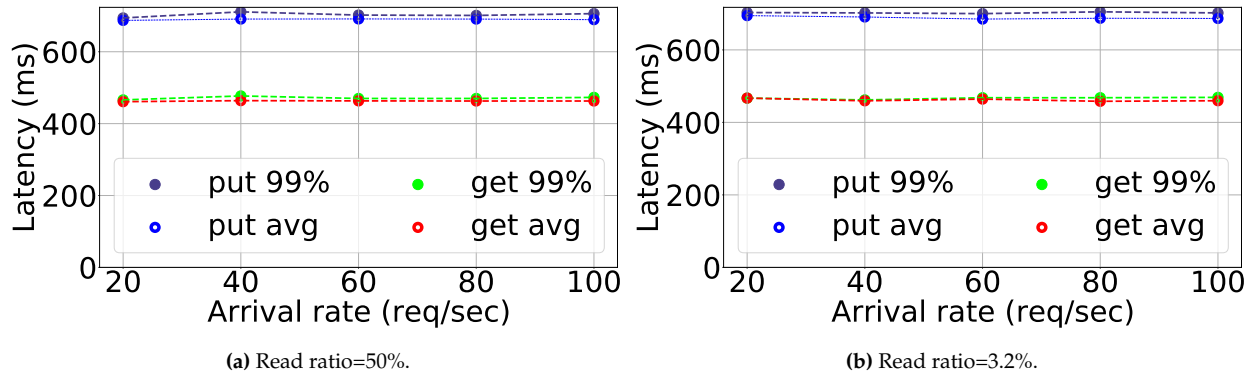 Latency (ms)
600
400
200
0
put 99%
get 99%
put avg
get avg
20 40 60 80 100
Arrival rate (req/sec)
(a) Read ratio=50%.
Latency (ms)
600
400
200
0
put 99%
get 99%
put avg
get avg
20 40 60 80 100
Arrival rate (req/sec)
(b) Read ratio=3.2%.